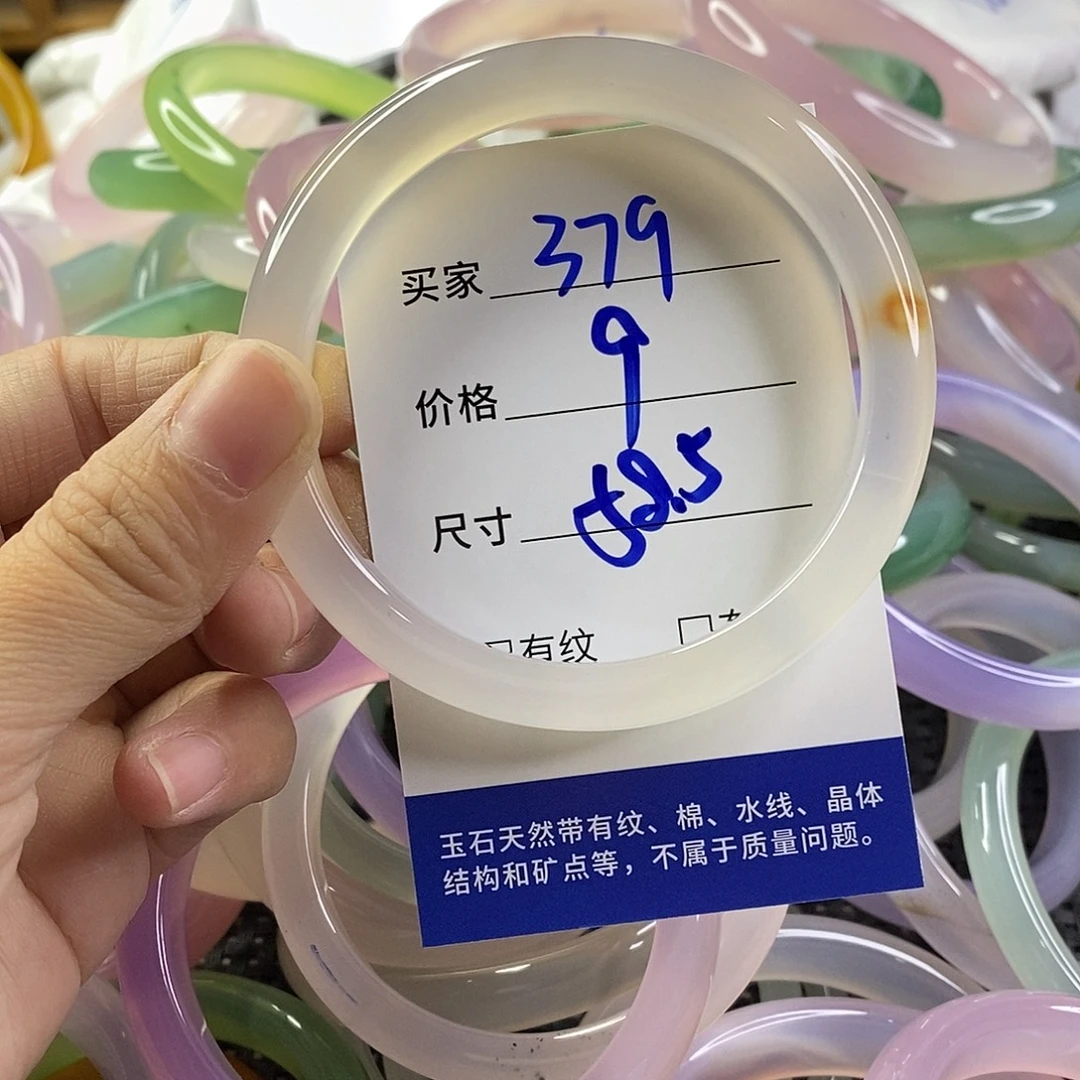 买家 379
价格 9
尺寸 58.5
有纹
玉石天然带有纹、棉、水线、晶体
结构和矿点等，不属于质量问题。